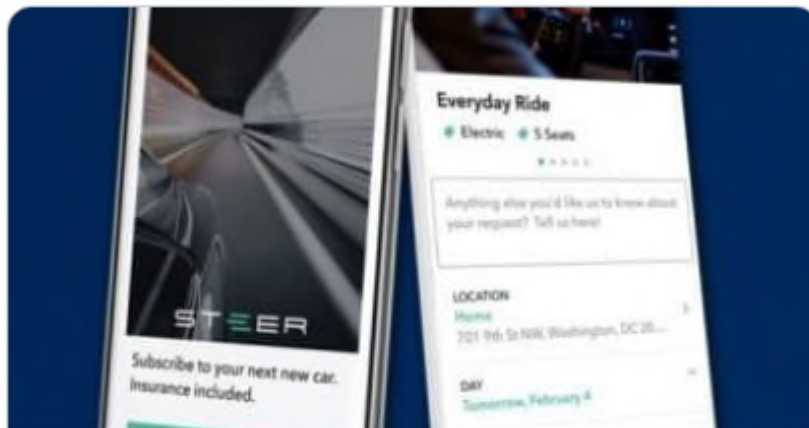 STEER
Subscribe to your next new car.
Insurance included.
Everyday Ride
Electric
5 Seats
Anything else you'd like us to know about
your request? Tell us here!
LOCATION
Home
701 9th St NW, Washington, DC 20....
DAY
Tomorrow, February 4